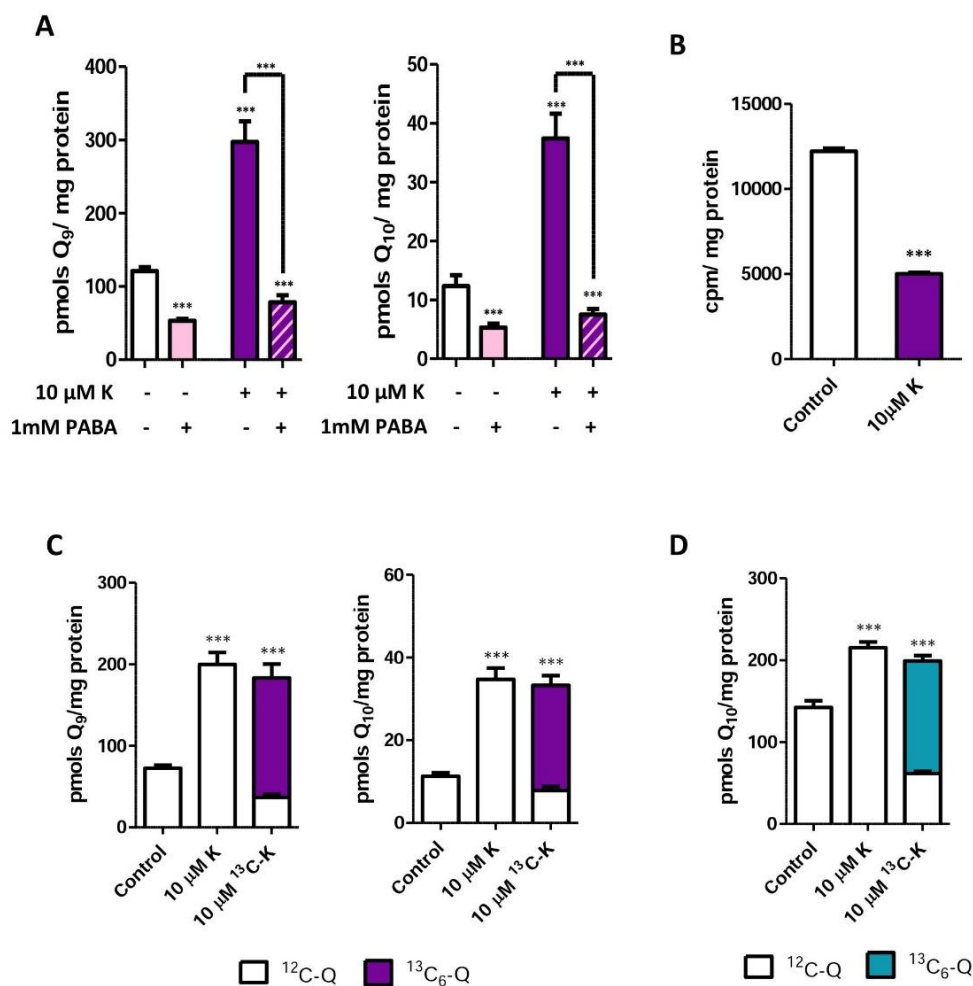 A
pmols Q₉/ mg protein
400
300
200
100
0
***
***
***
***
10 µM K - - + +
1mM PABA - + - +
pmols Q₁₀/ mg protein
50
40
30
20
10
0
***
***
***
***
10 µM K - - + +
1mM PABA - + - +
B
cpm/ mg protein
15000
10000
5000
0
***
Control
10µM K
C
pmols Q₉/mg protein
300
200
100
0
***
***
Control
10 µM K
10 µM ¹³C-K
pmols Q₁₀/mg protein
60
40
20
0
***
***
Control
10 µM K
10 µM ¹³C-K
¹²C-Q ¹³C₆-Q
D
pmols Q₁₀/mg protein
300
200
100
0
***
***
Control
10 µM K
10 µM ¹³C-K
¹²C-Q ¹³C₆-Q